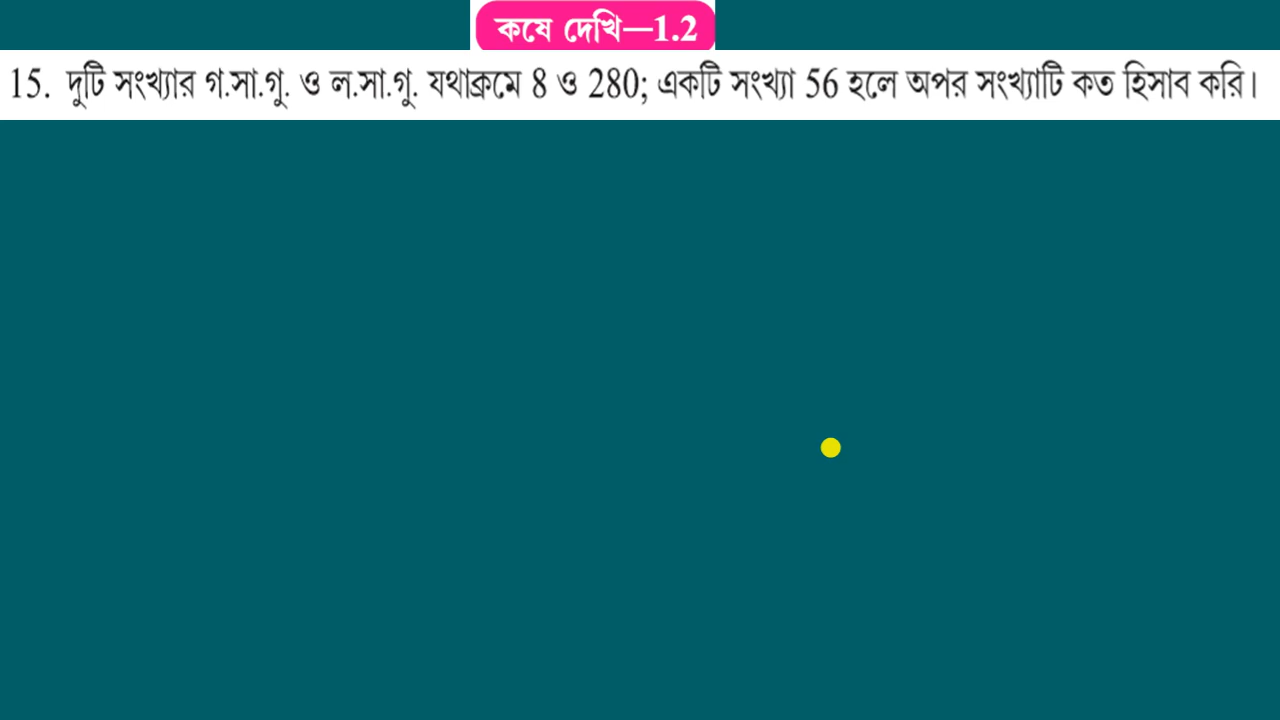 কষে দেখি—1.2
15. দুটি সংখ্যার গ.সা.গু. ও ল.সা.গু. যথাক্রমে 8 ও 280; একটি সংখ্যা 56 হলে অপর সংখ্যাটি কত হিসাব করি।